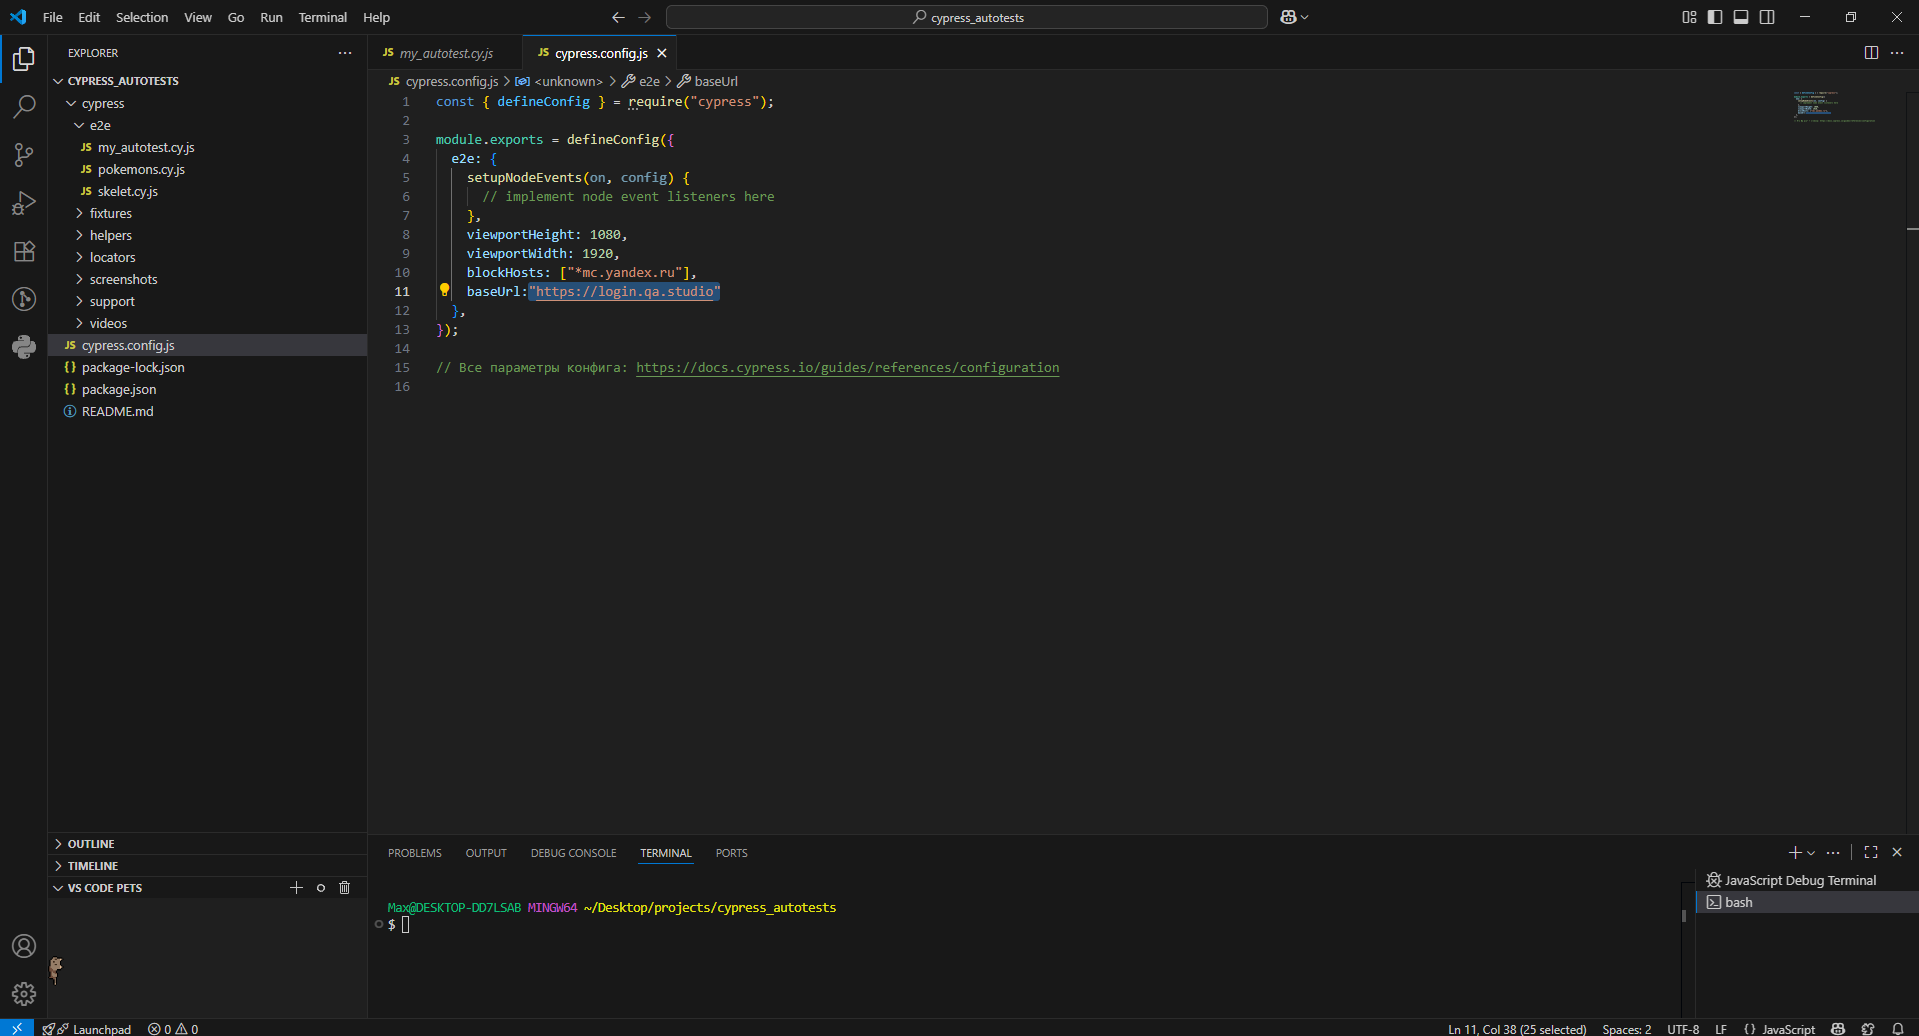 File Edit Selection View Go Run Terminal Help
cypress_autotests
EXPLORER
CYPRESS_AUTOTESTS
cypress
e2e
JS my_autotest.cy.js
JS pokemons.cy.js
JS skelet.cy.js
fixtures
helpers
locators
screenshots
support
videos
JS cypress.config.js
{} package-lock.json
{} package.json
README.md
OUTLINE
TIMELINE
VS CODE PETS
JS my_autotest.cy.js JS cypress.config.js
JS cypress.config.js > <unknown> > e2e > baseUrl
1 const { defineConfig } = require("cypress");
2
3 module.exports = defineConfig({
4 e2e: {
5 setupNodeEvents(on, config) {
6 // implement node event listeners here
7 },
8 viewportHeight: 1080,
9 viewportWidth: 1920,
10 blockHosts: ["*mc.yandex.ru"],
11 baseUrl:"https://login.qa.studio"
12 },
13 });
14
15 // Все параметры конфига: https://docs.cypress.io/guides/references/configuration
16
PROBLEMS OUTPUT DEBUG CONSOLE TERMINAL PORTS
Max@DESKTOP-DD7LSAB MINGW64 ~/Desktop/projects/cypress_autotests
$
JavaScript Debug Terminal
bash
Launchpad 0 0
Ln 11, Col 38 (25 selected) Spaces: 2 UTF-8 LF {} JavaScript